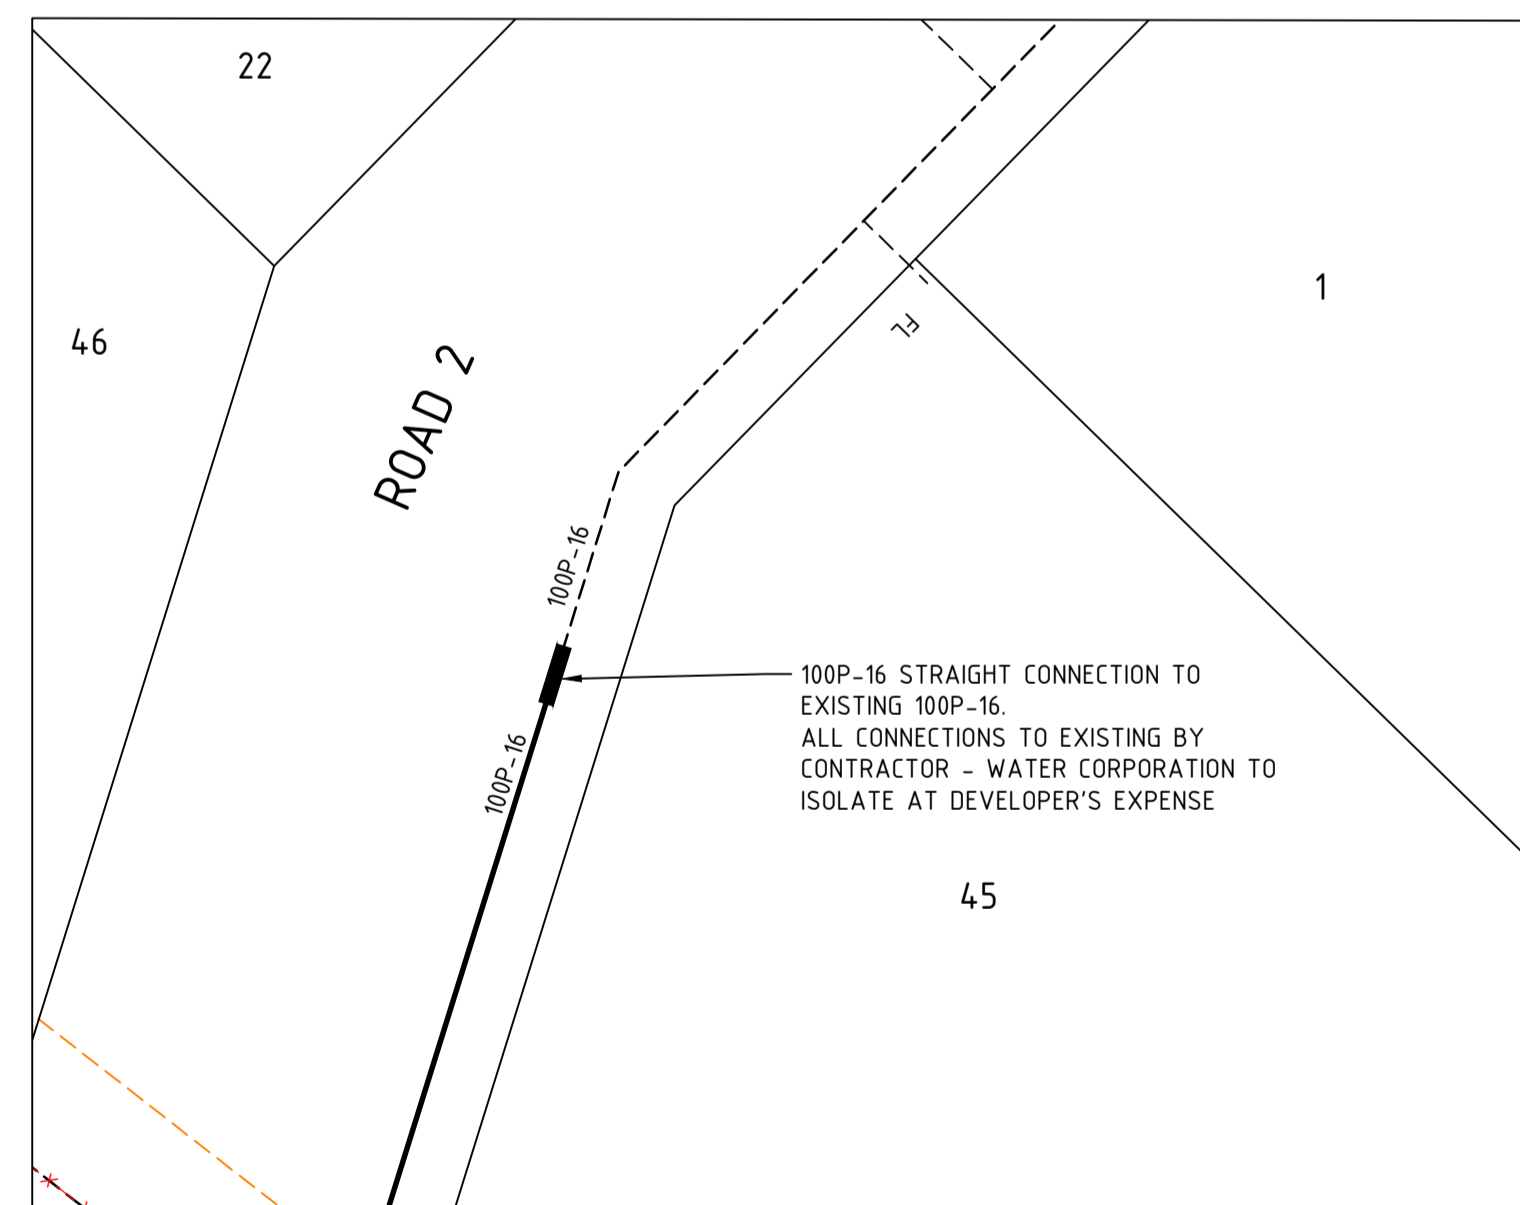 22
1
46
ROAD 2
FL
100P-16
100P-16
100P-16 STRAIGHT CONNECTION TO
EXISTING 100P-16.
ALL CONNECTIONS TO EXISTING BY
CONTRACTOR - WATER CORPORATION TO
ISOLATE AT DEVELOPER'S EXPENSE
45